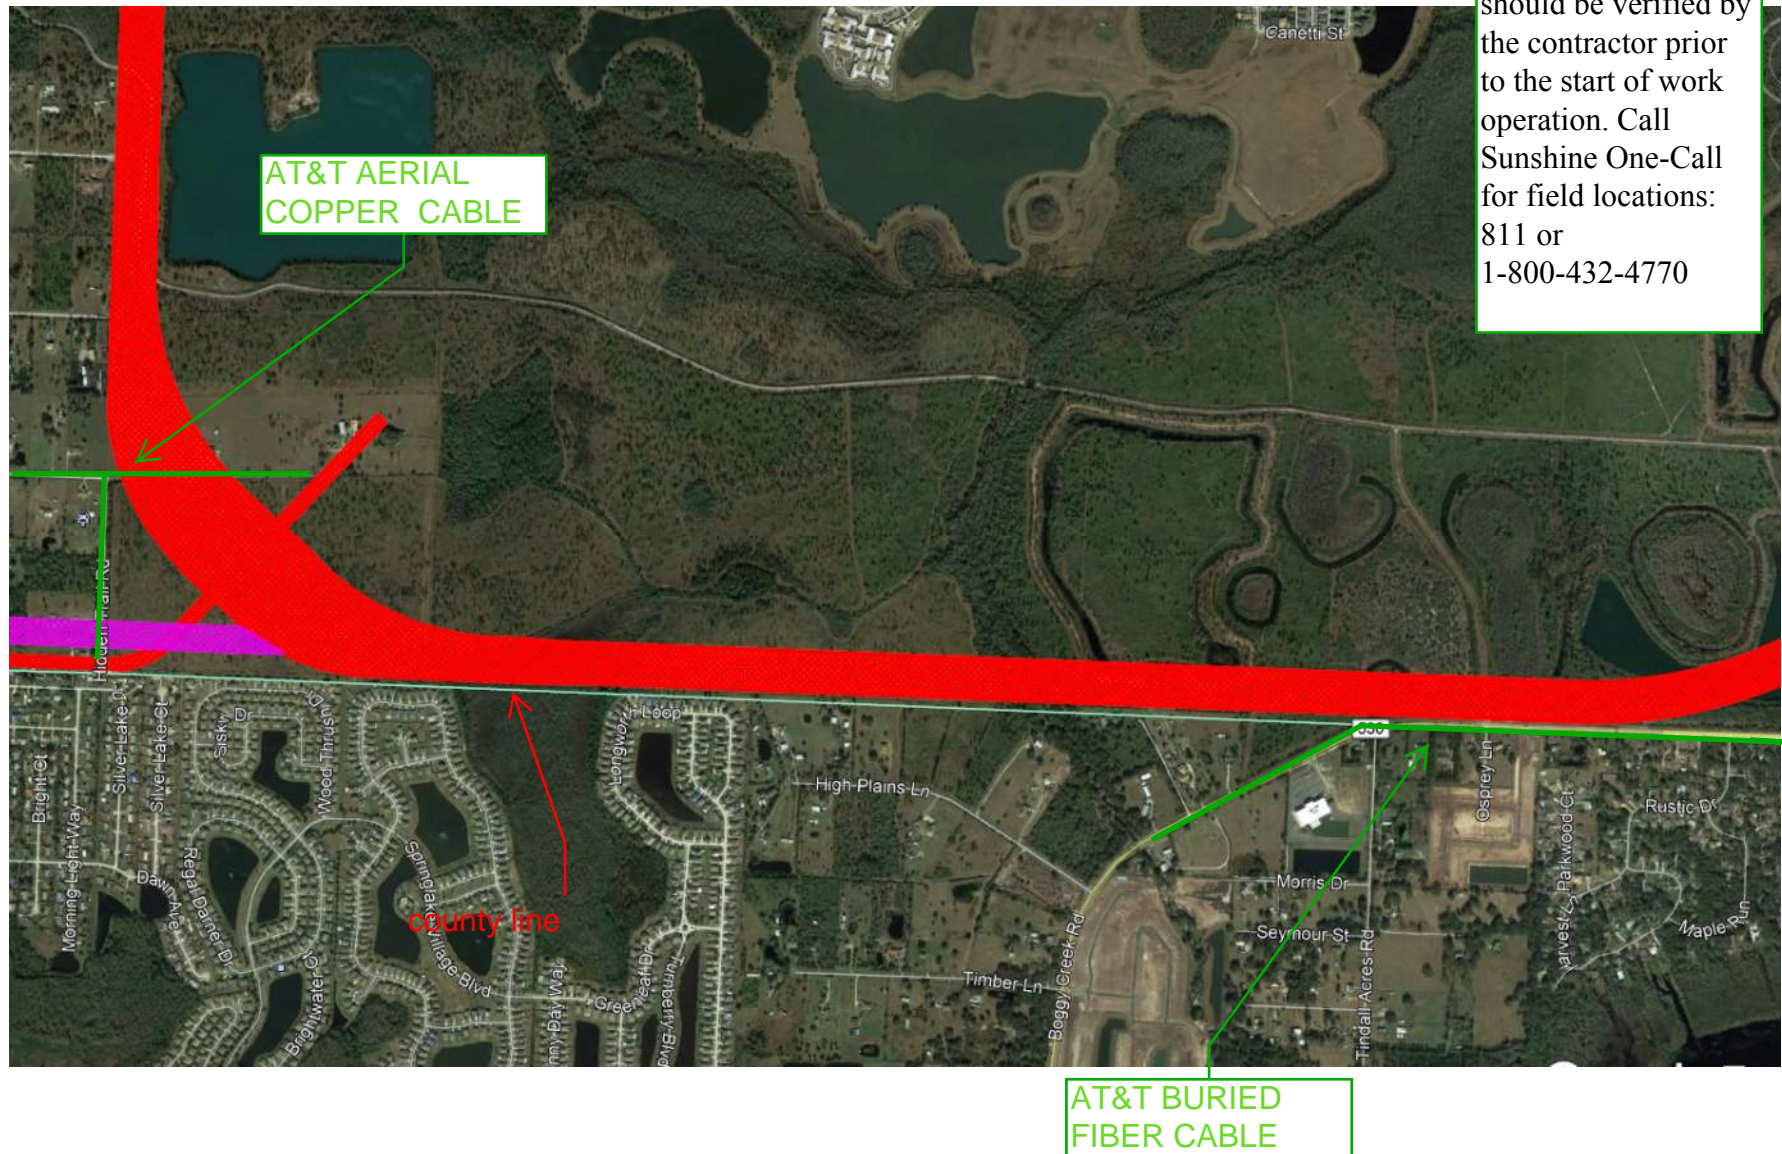 should be verified by
the contractor prior
to the start of work
operation. Call
Sunshine One-Call
for field locations:
811 or
1-800-432-4770
Canetti St
AT&T AERIAL
COPPER CABLE
Hidden Trail Rd
530
Silver Lake Dr
Silver Lake Ct
Sisky Dr
Wood Thrush Dr
Longworth Loop
High Plains Ln
Osprey Ln
Rustic Dr
Bright Ct
Morning Light Way
Dawn Ave
Regal Darner Dr
Springlake Village Blvd
Parkwood Ct
Morris Dr
county line
Seymour St
Maple Run
Boggy Creek Rd
Tindall Acres Rd
Timber Ln
Greenleaf Dr
Turnberry Blvd
Brightwater Ct
AT&T BURIED
FIBER CABLE